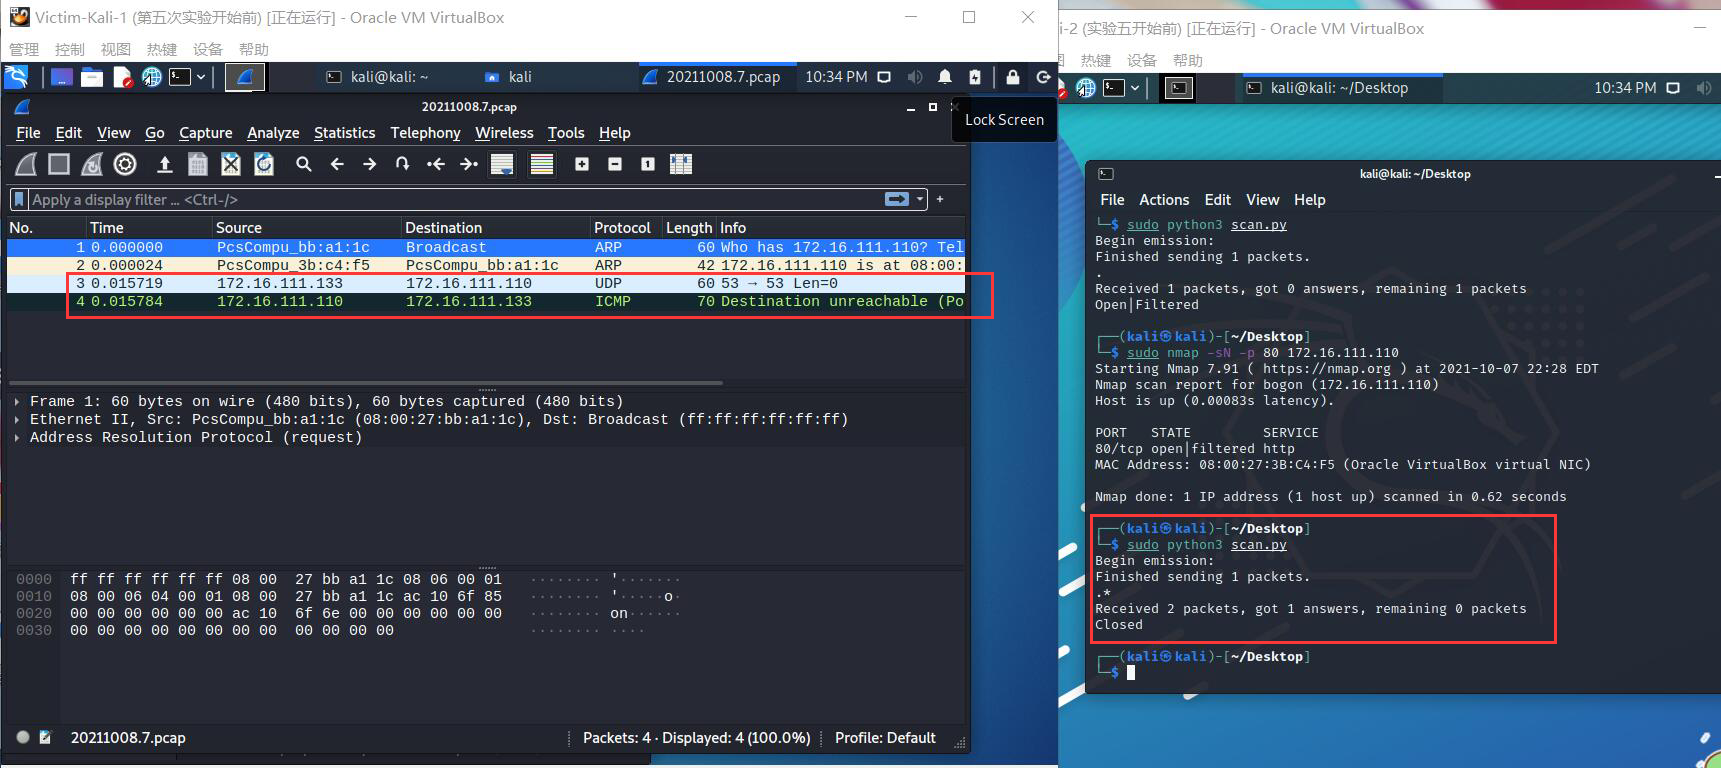 Victim-Kali-1 (第五次实验开始前) [正在运行] - Oracle VM VirtualBox
管理 控制 视图 热键 设备 帮助
kali@kali: ~ kali 20211008.7.pcap 10:34 PM
20211008.7.pcap
Lock Screen
File Edit View Go Capture Analyze Statistics Telephony Wireless Tools Help
Apply a display filter … <Ctrl-/>
No. Time Source Destination Protocol Length Info
1 0.000000 PcsCompu_bb:a1:1c Broadcast ARP 60 Who has 172.16.111.110? Tel
2 0.000024 PcsCompu_3b:c4:f5 PcsCompu_bb:a1:1c ARP 42 172.16.111.110 is at 08:00:
3 0.015719 172.16.111.133 172.16.111.110 UDP 60 53 → 53 Len=0
4 0.015784 172.16.111.110 172.16.111.133 ICMP 70 Destination unreachable (Po
Frame 1: 60 bytes on wire (480 bits), 60 bytes captured (480 bits)
Ethernet II, Src: PcsCompu_bb:a1:1c (08:00:27:bb:a1:1c), Dst: Broadcast (ff:ff:ff:ff:ff:ff)
Address Resolution Protocol (request)
0000 ff ff ff ff ff ff 08 00 27 bb a1 1c 08 06 00 01 ········ '·······
0010 08 00 06 04 00 01 08 00 27 bb a1 1c ac 10 6f 85 ········ '·····o·
0020 00 00 00 00 00 00 ac 10 6f 6e 00 00 00 00 00 00 ········ on······
0030 00 00 00 00 00 00 00 00 00 00 00 00 ········ ····
20211008.7.pcap Packets: 4 · Displayed: 4 (100.0%) Profile: Default
i-2 (实验五开始前) [正在运行] - Oracle VM VirtualBox
热键 设备 帮助
kali@kali: ~/Desktop 10:34 PM
kali@kali: ~/Desktop
File Actions Edit View Help
└─$ sudo python3 scan.py
Begin emission:
Finished sending 1 packets.
.
Received 1 packets, got 0 answers, remaining 1 packets
Open|Filtered
┌──(kali㉿kali)-[~/Desktop]
└─$ sudo nmap -sN -p 80 172.16.111.110
Starting Nmap 7.91 ( https://nmap.org ) at 2021-10-07 22:28 EDT
Nmap scan report for bogon (172.16.111.110)
Host is up (0.00083s latency).
PORT STATE SERVICE
80/tcp open|filtered http
MAC Address: 08:00:27:3B:C4:F5 (Oracle VirtualBox virtual NIC)
Nmap done: 1 IP address (1 host up) scanned in 0.62 seconds
┌──(kali㉿kali)-[~/Desktop]
└─$ sudo python3 scan.py
Begin emission:
Finished sending 1 packets.
.*
Received 2 packets, got 1 answers, remaining 0 packets
Closed
┌──(kali㉿kali)-[~/Desktop]
└─$